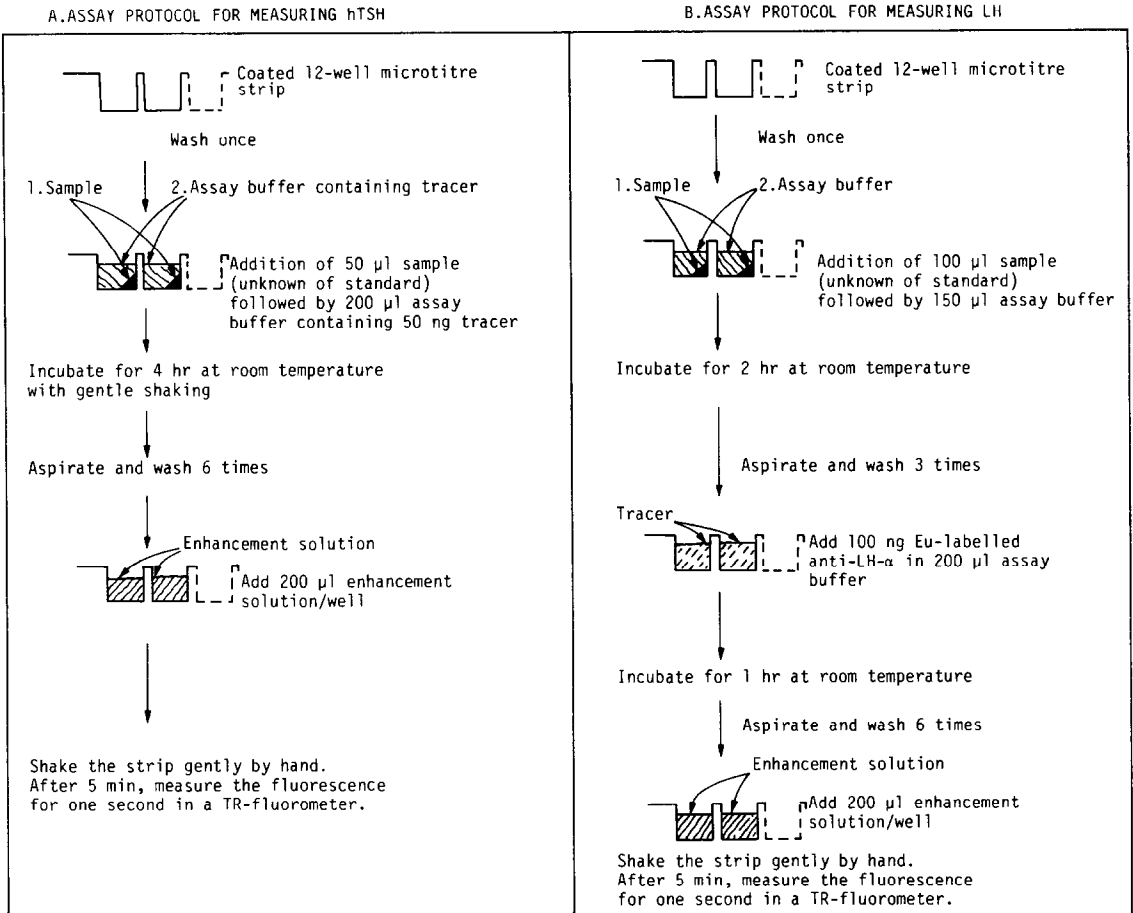 A.ASSAY PROTOCOL FOR MEASURING hTSH
Coated 12-well microtitre
strip
Wash once
1.Sample
2.Assay buffer containing tracer
Addition of 50 µl sample
(unknown of standard)
followed by 200 µl assay
buffer containing 50 ng tracer
Incubate for 4 hr at room temperature
with gentle shaking
Aspirate and wash 6 times
Enhancement solution
Add 200 µl enhancement
solution/well
Shake the strip gently by hand.
After 5 min, measure the fluorescence
for one second in a TR-fluorometer.
B.ASSAY PROTOCOL FOR MEASURING LH
Coated 12-well microtitre
strip
Wash once
1.Sample
2.Assay buffer
Addition of 100 µl sample
(unknown of standard)
followed by 150 µl assay buffer
Incubate for 2 hr at room temperature
Aspirate and wash 3 times
Tracer
Add 100 ng Eu-labelled
anti-LH-α in 200 µl assay
buffer
Incubate for 1 hr at room temperature
Aspirate and wash 6 times
Enhancement solution
Add 200 µl enhancement
solution/well
Shake the strip gently by hand.
After 5 min, measure the fluorescence
for one second in a TR-fluorometer.